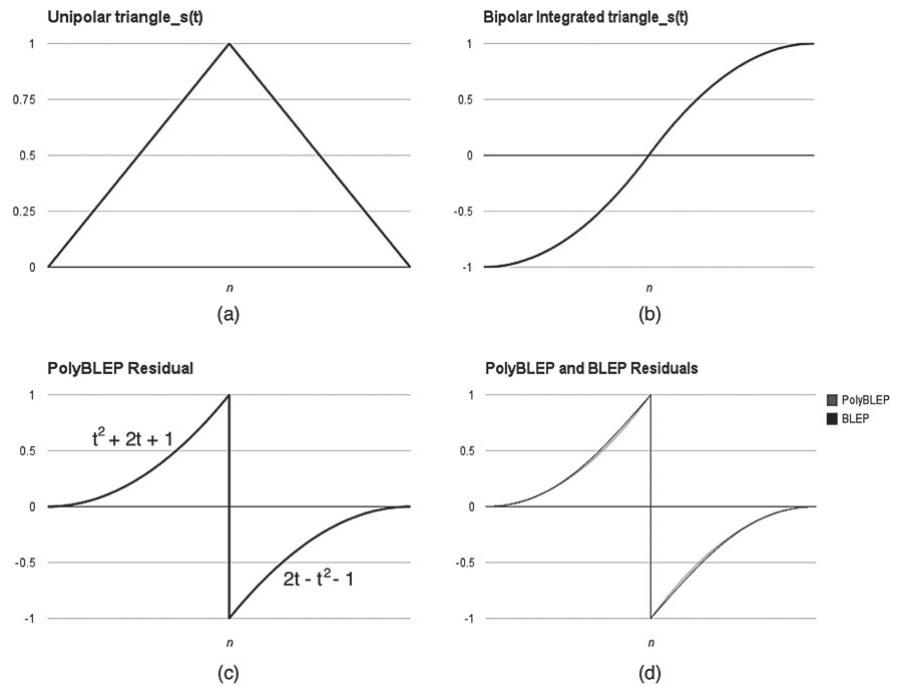 Unipolar triangle_s(t)
1
0.75
0.5
0.25
0
n
(a)
Bipolar Integrated triangle_s(t)
1
0.5
0
-0.5
-1
n
(b)
PolyBLEP Residual
1
0.5
0
-0.5
-1
t² + 2t + 1
2t - t² - 1
n
(c)
PolyBLEP and BLEP Residuals
1
0.5
0
-0.5
-1
PolyBLEP
BLEP
n
(d)